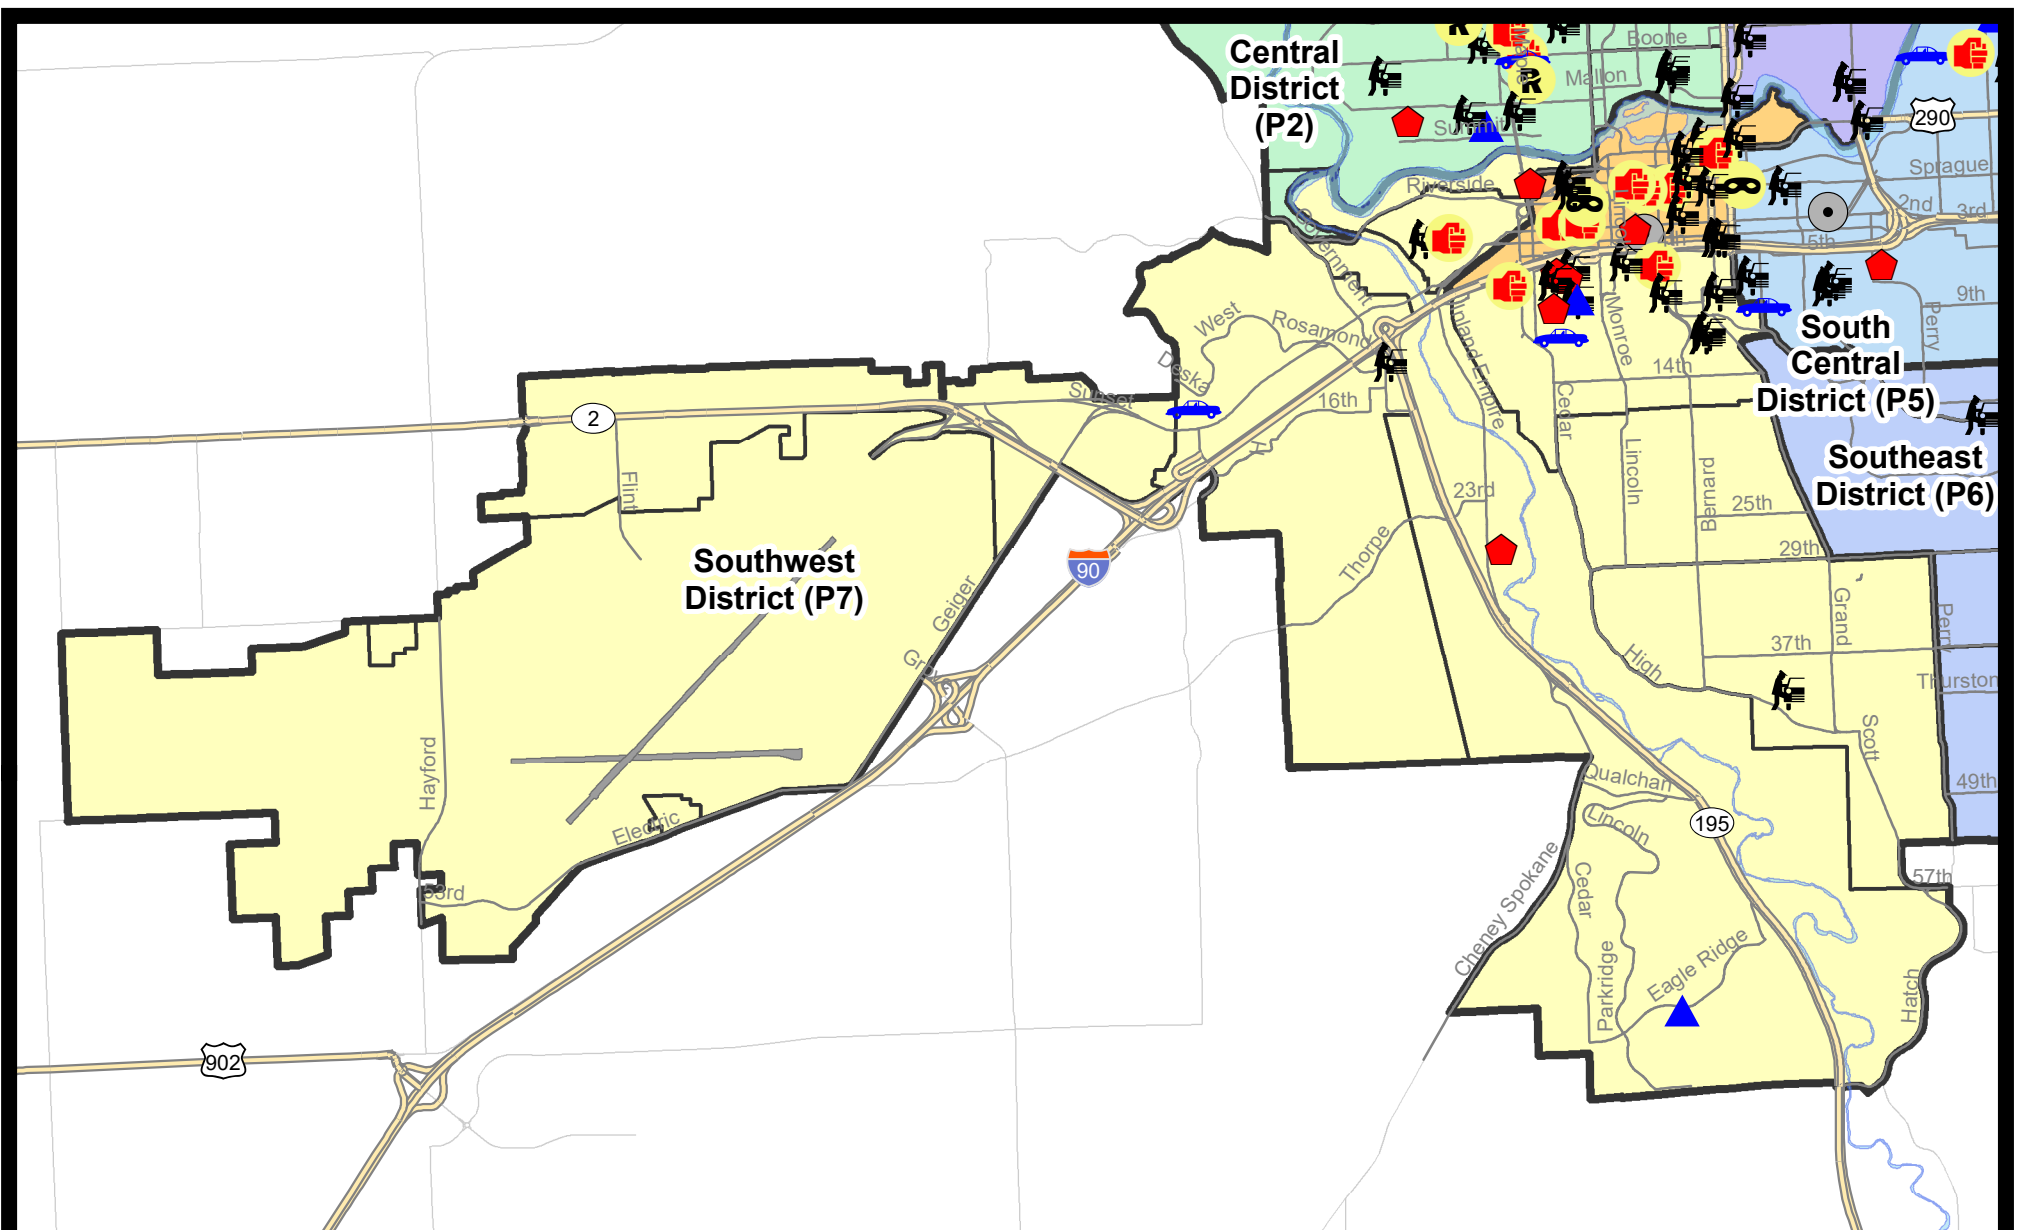 Central
District
(P2)
Boone
Mallon
Maple
R
R
Summit
290
Sprague
Riverside
2nd
3rd
5th
Government
9th
Perry
South
Central
District (P5)
West
Rosamond
Inland Empire
Monroe
14th
Deska
Sunset
16th
Cedar
2
Southeast
District (P6)
Flint
Lincoln
Bernard
23rd
25th
29th
Thorpe
Southwest
District (P7)
90
Geiger
Grove
Grand
Perry
37th
High
Thurston
Scott
Hayford
Qualchan
49th
Electric
Lincoln
195
53rd
57th
Cheney Spokane
Cedar
Parkridge
Eagle Ridge
Hatch
902